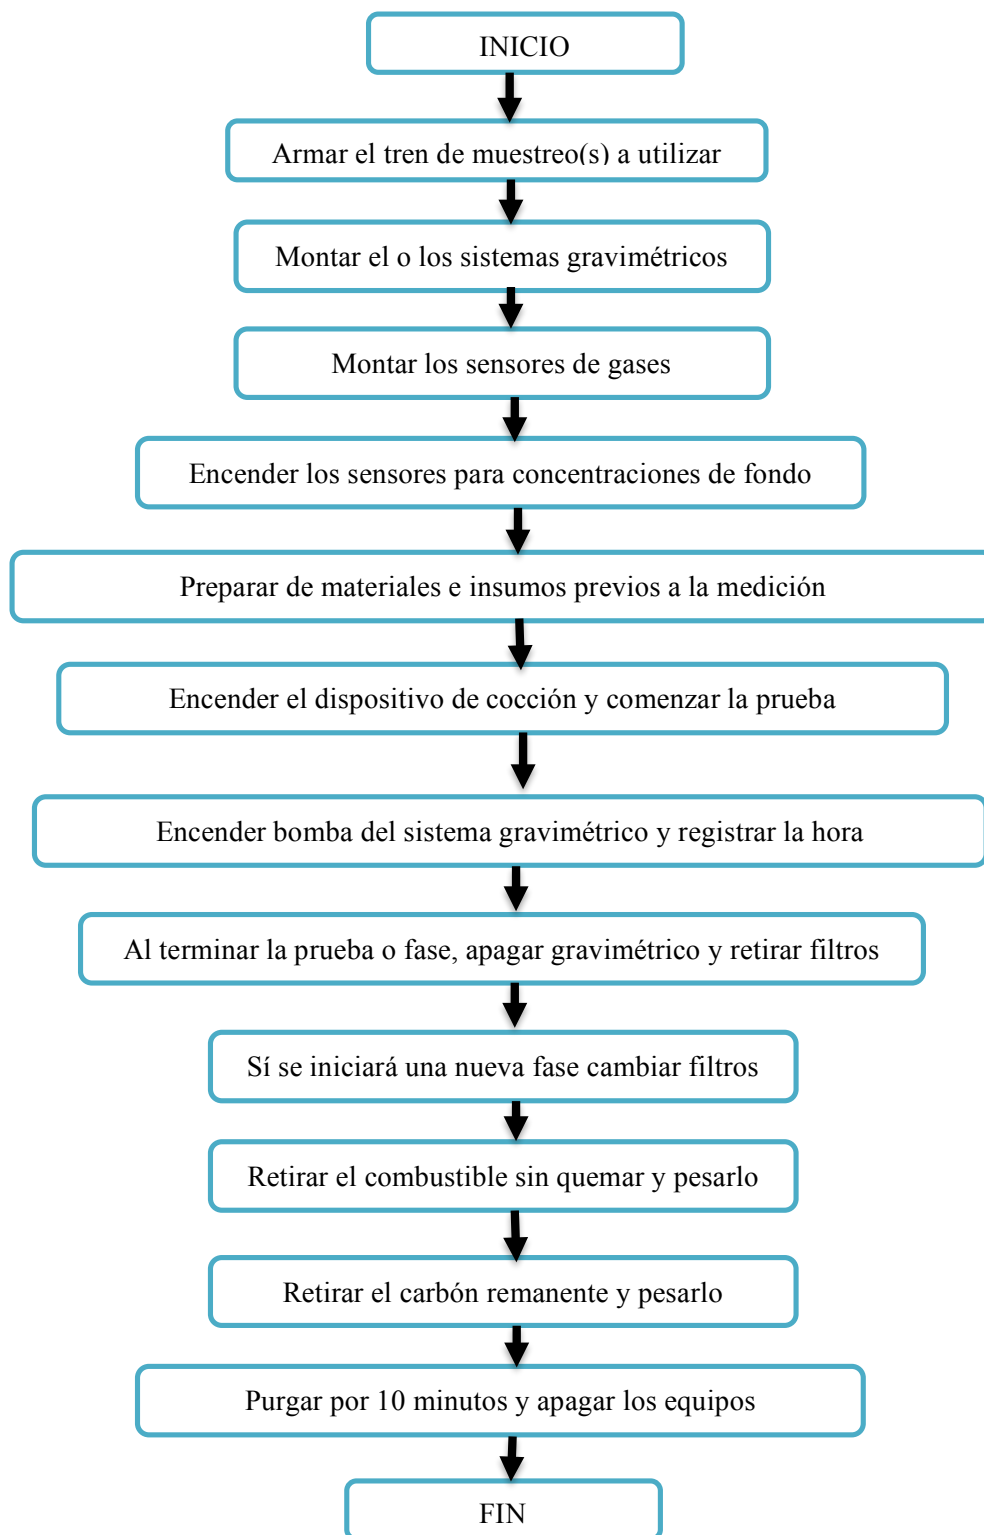 INICIO
Armar el tren de muestreo(s) a utilizar
Montar el o los sistemas gravimétricos
Montar los sensores de gases
Encender los sensores para concentraciones de fondo
Preparar de materiales e insumos previos a la medición
Encender el dispositivo de cocción y comenzar la prueba
Encender bomba del sistema gravimétrico y registrar la hora
Al terminar la prueba o fase, apagar gravimétrico y retirar filtros
Sí se iniciará una nueva fase cambiar filtros
Retirar el combustible sin quemar y pesarlo
Retirar el carbón remanente y pesarlo
Purgar por 10 minutos y apagar los equipos
FIN